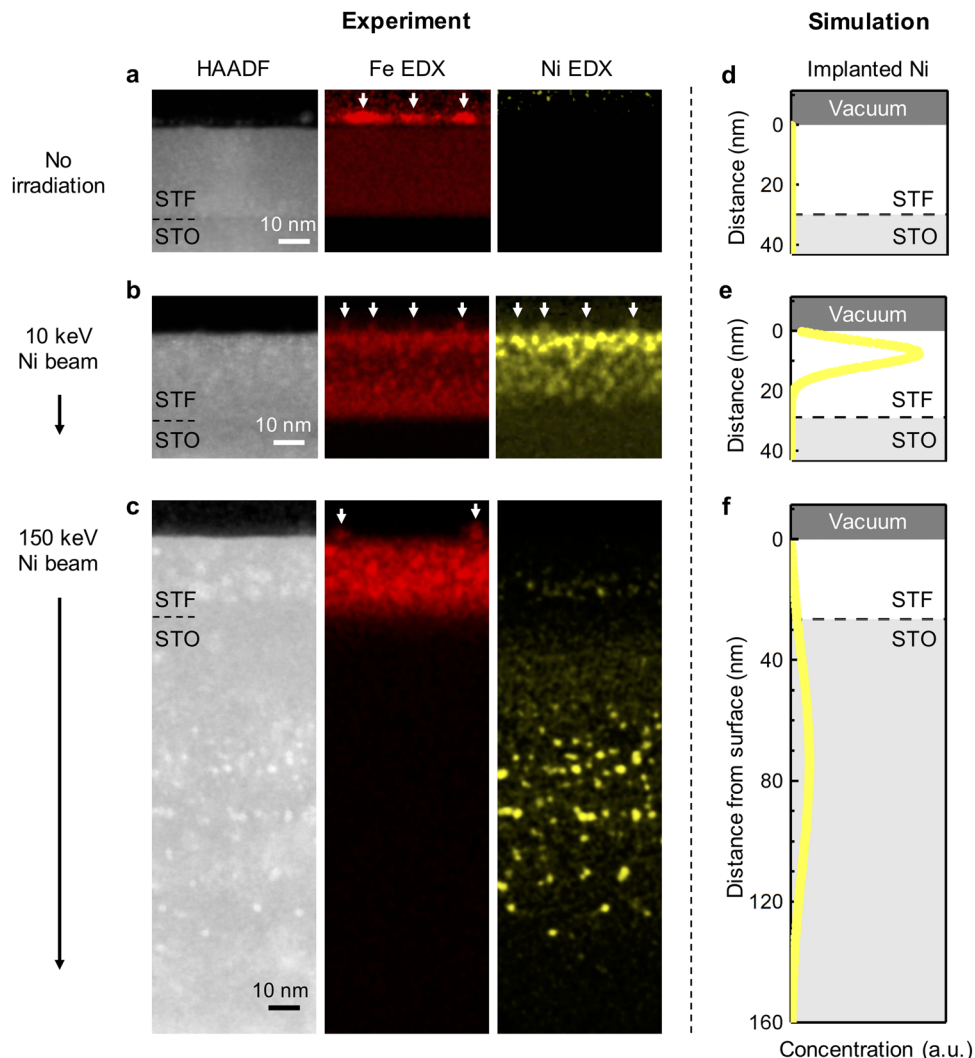 Experiment
Simulation
HAADF
Fe EDX
Ni EDX
Implanted Ni
a
No
irradiation
STF
STO
10 nm
d
Vacuum
0
20
40
Distance (nm)
STF
STO
b
10 keV
Ni beam
STF
STO
10 nm
e
Vacuum
0
20
40
Distance (nm)
STF
STO
c
150 keV
Ni beam
STF
STO
10 nm
f
Vacuum
0
40
80
120
160
Distance from surface (nm)
STF
STO
Concentration (a.u.)